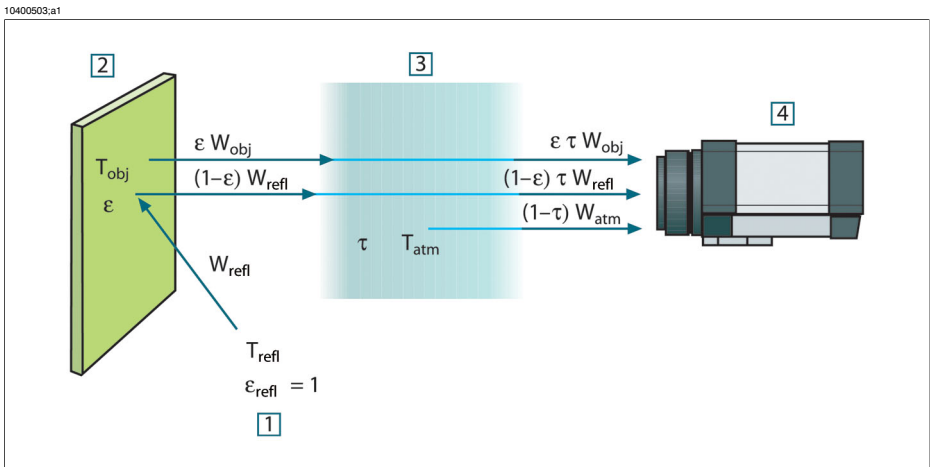 10400503;a1
2
3
4
ε W_obj
ε τ W_obj
T_obj
(1–ε) W_refl
(1–ε) τ W_refl
ε
(1–τ) W_atm
τ T_atm
W_refl
T_refl
ε_refl = 1
1